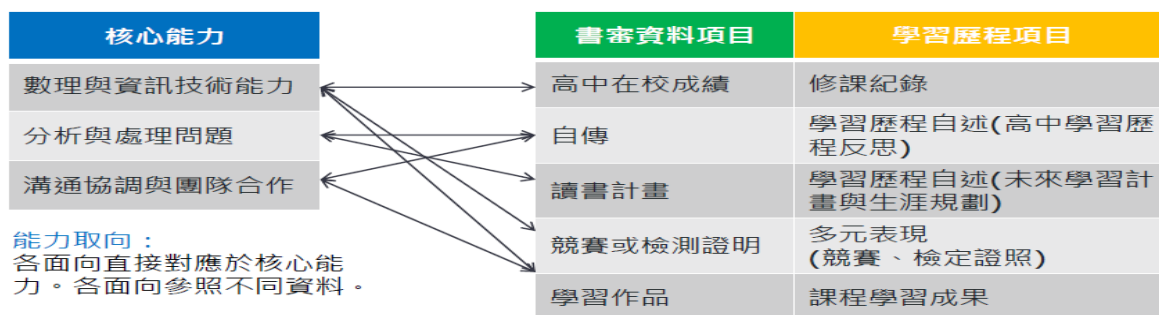 核心能力
數理與資訊技術能力
分析與處理問題
溝通協調與團隊合作
能力取向：
各面向直接對應於核心能
力。各面向參照不同資料。
書審資料項目 學習歷程項目
高中在校成績 修課紀錄
自傳 學習歷程自述(高中學習歷
程反思)
讀書計畫 學習歷程自述(未來學習計
畫與生涯規劃)
競賽或檢測證明 多元表現
(競賽、檢定證照)
學習作品 課程學習成果